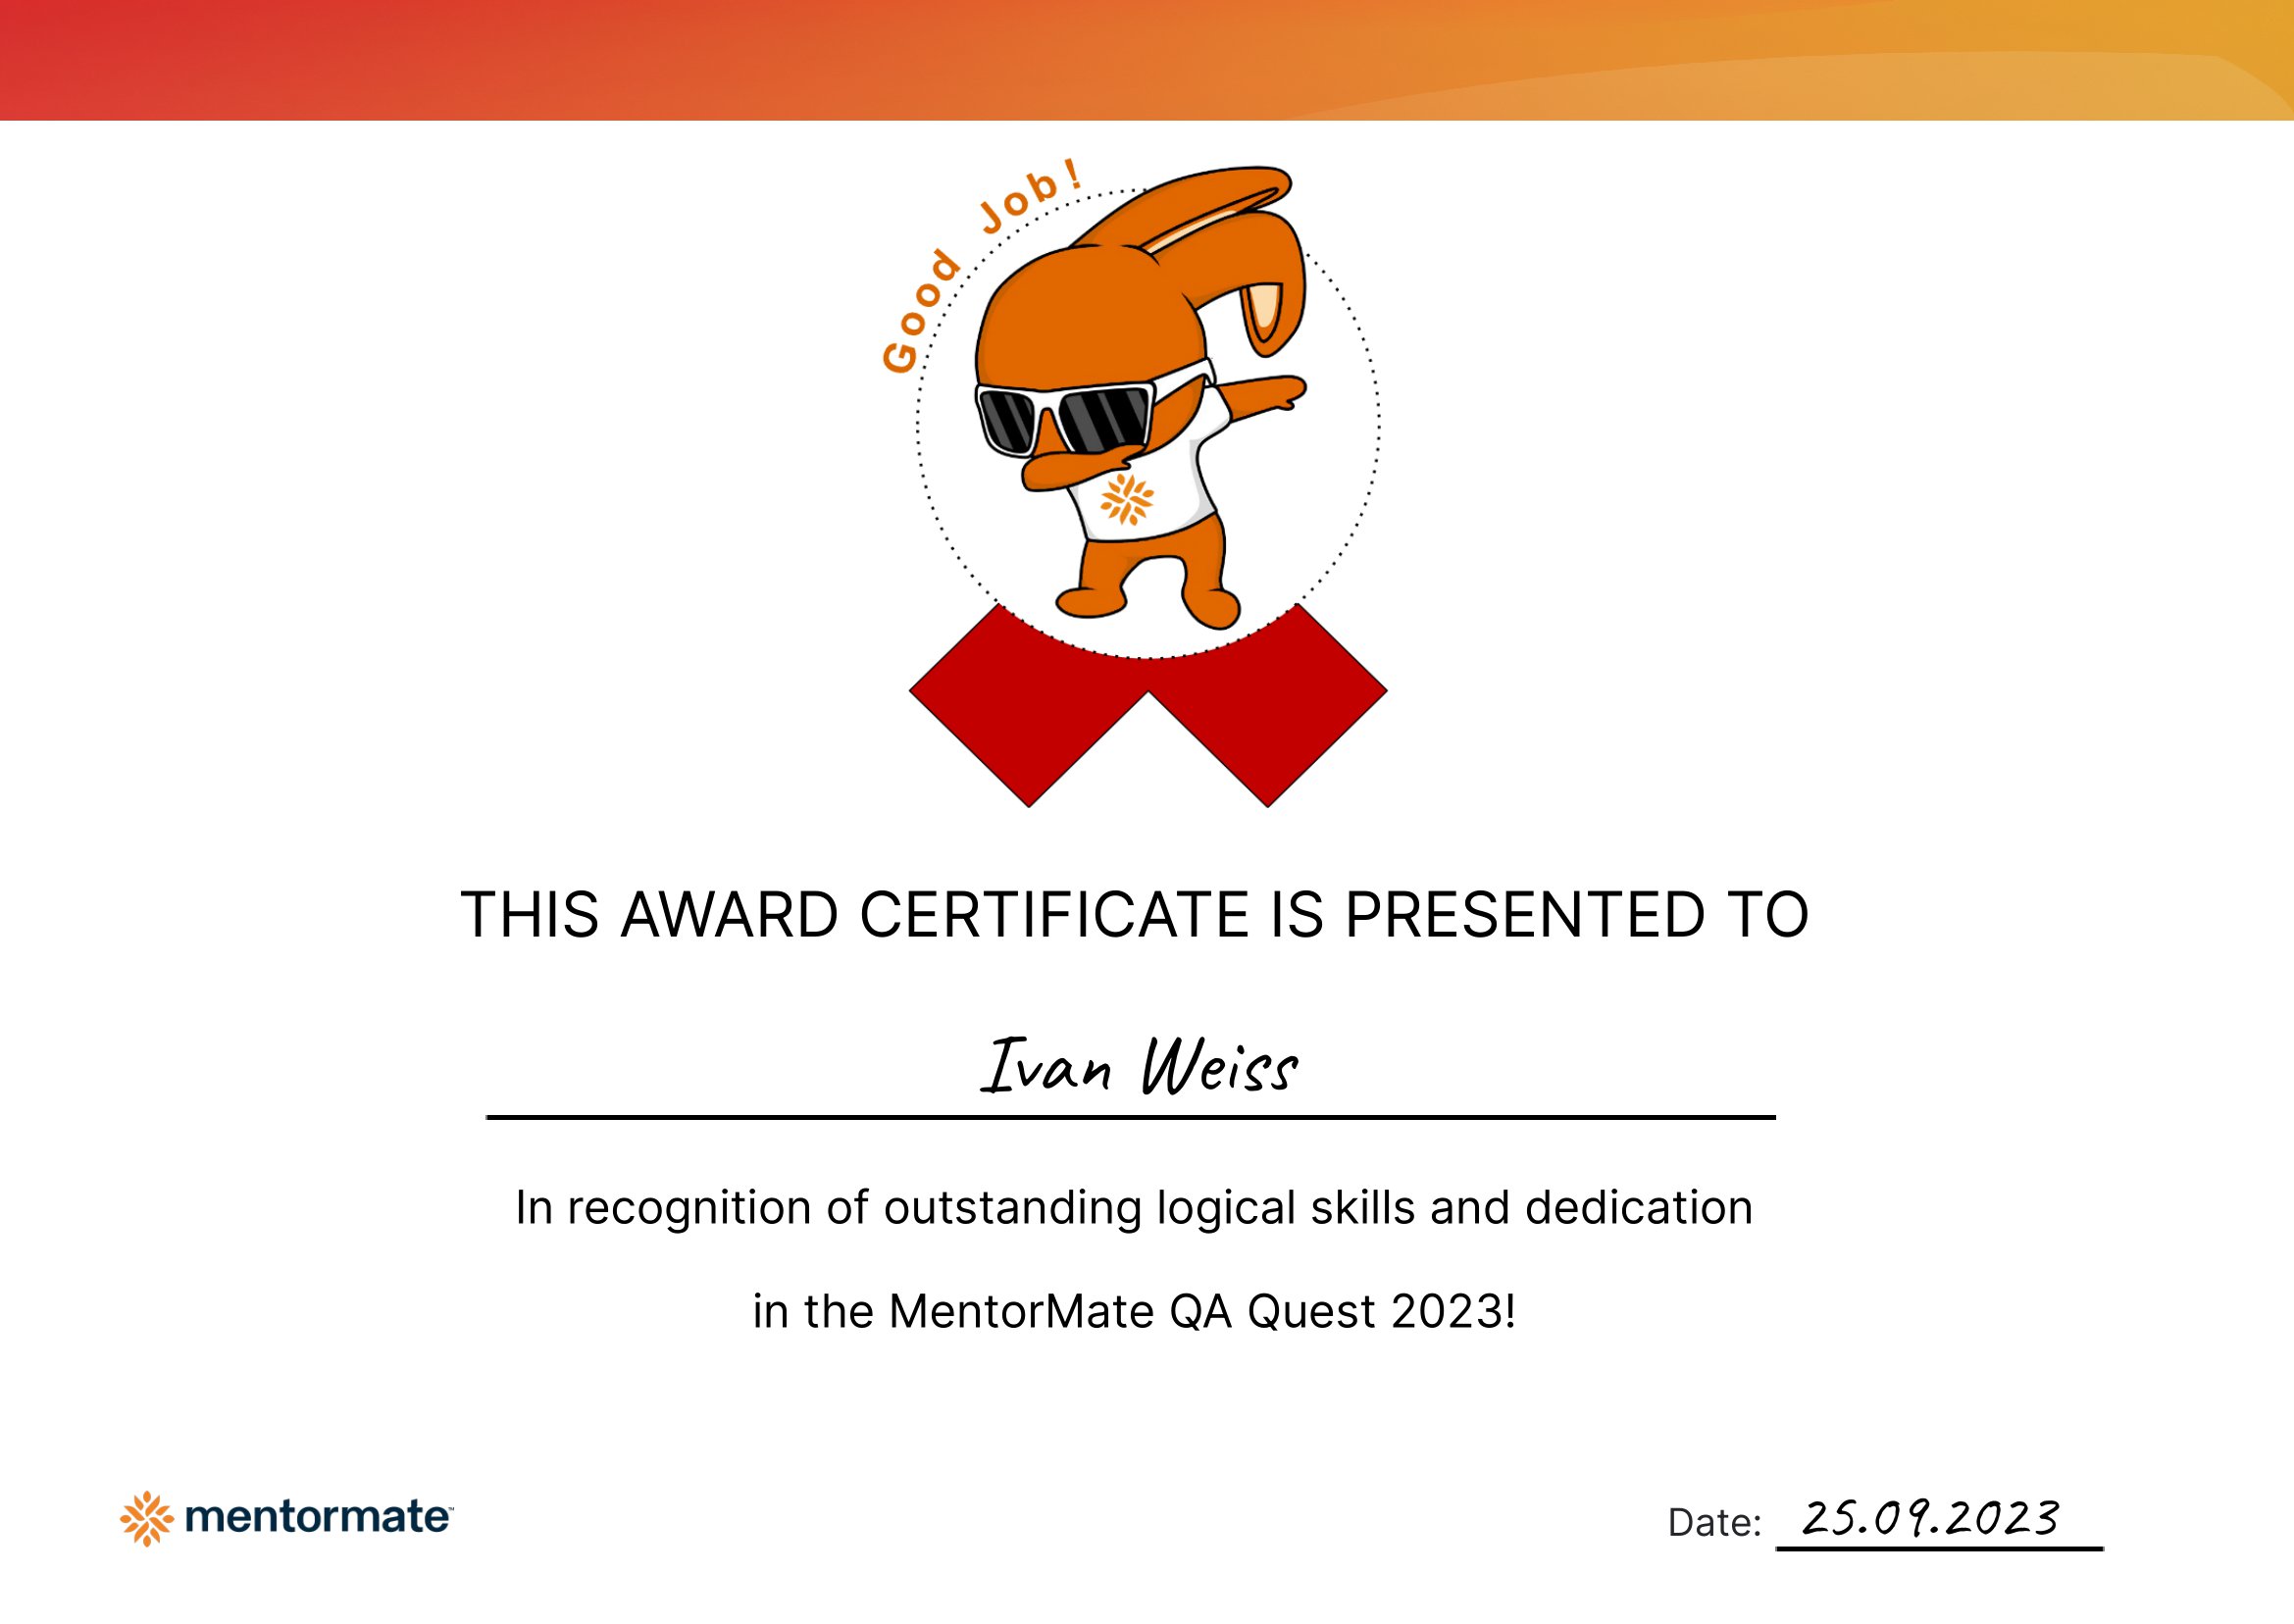 Good Job!
THIS AWARD CERTIFICATE IS PRESENTED TO
Ivan Weiss
In recognition of outstanding logical skills and dedication
in the MentorMate QA Quest 2023!
mentormate™
Date: 25.09.2023